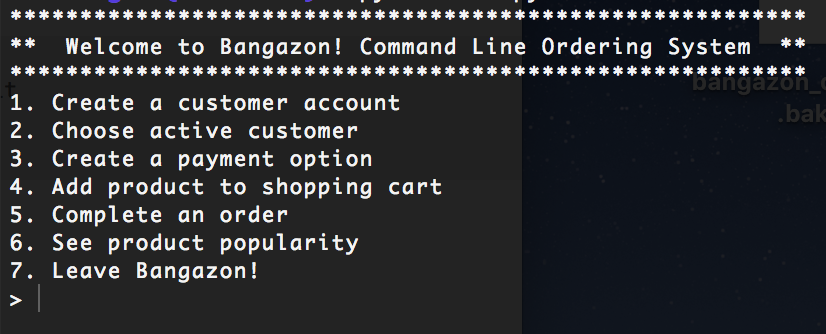 *********************************************************
**  Welcome to Bangazon! Command Line Ordering System  **
*********************************************************
1. Create a customer account
2. Choose active customer
3. Create a payment option
4. Add product to shopping cart
5. Complete an order
6. See product popularity
7. Leave Bangazon!
>
bangazon_
.bak